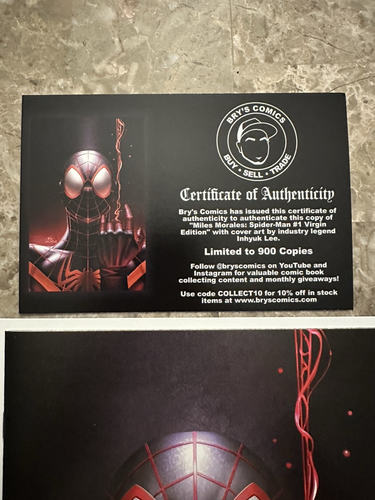 BRY'S COMICS
BUY • SELL • TRADE
Certificate of Authenticity
Bry's Comics has issued this certificate of
authenticity to authenticate this copy of
"Miles Morales: Spider-Man #1 Virgin
Edition" with cover art by industry legend
Inhyuk Lee.
Limited to 900 Copies
Follow @bryscomics on YouTube and
Instagram for valuable comic book
collecting content and monthly giveaways!
Use code COLLECT10 for 10% off in stock
items at www.bryscomics.com